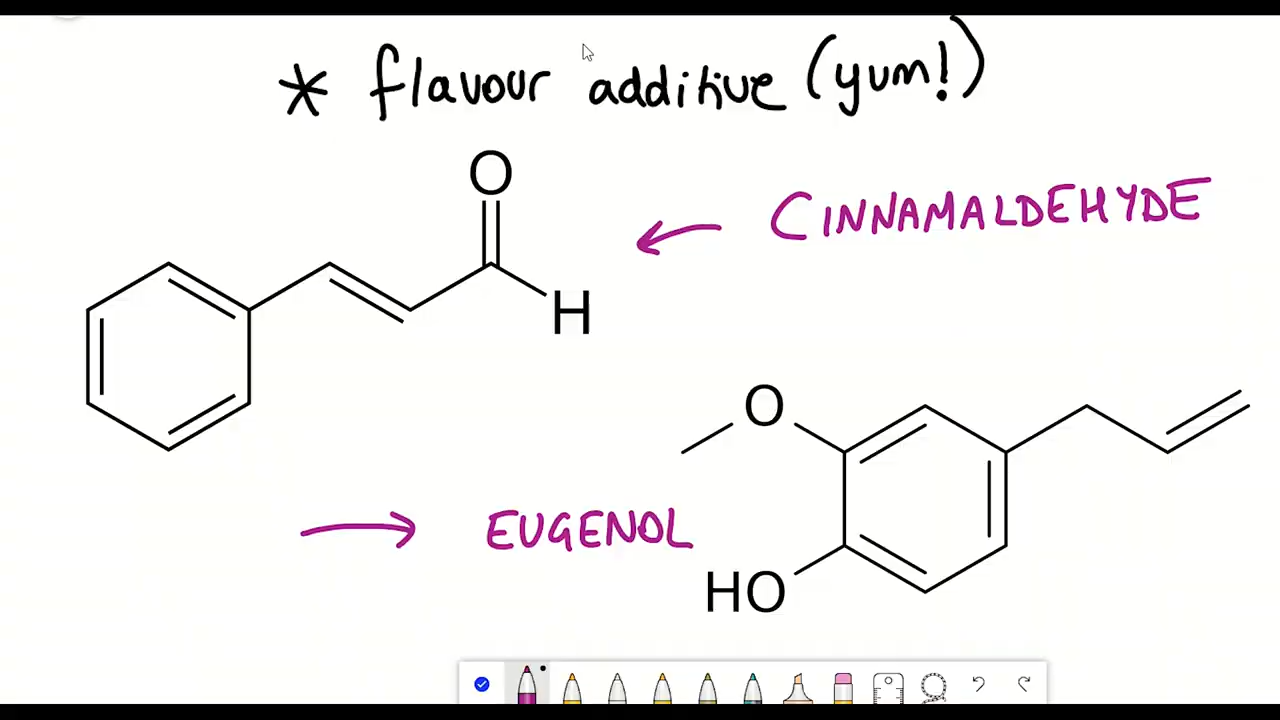 * flavour additive (yum!)
O
CINNAMALDEHYDE
H
O
EUGENOL
HO